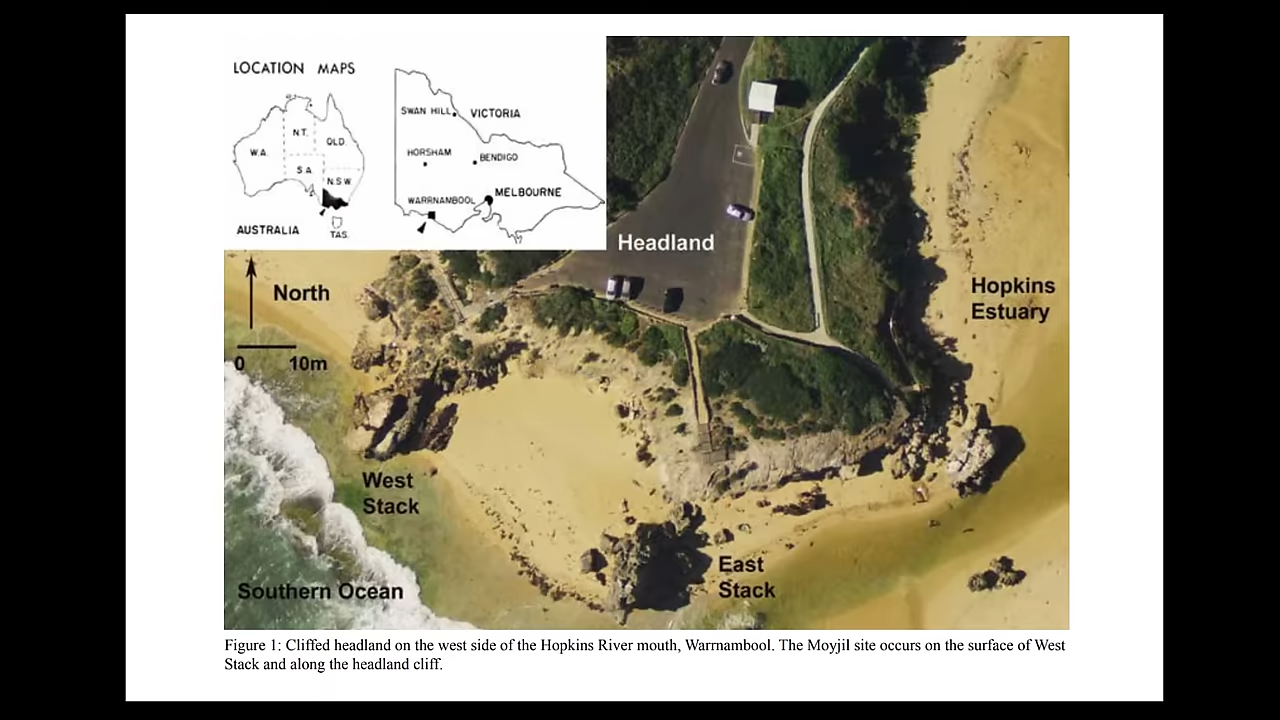 LOCATION MAPS
N.T.
QLD.
W.A.
S.A.
N.S.W.
AUSTRALIA
TAS.
SWAN HILL
VICTORIA
HORSHAM
BENDIGO
WARRNAMBOOL
MELBOURNE
Headland
North
0 10m
Hopkins
Estuary
West
Stack
East
Stack
Southern Ocean
Figure 1: Cliffed headland on the west side of the Hopkins River mouth, Warrnambool. The Moyjil site occurs on the surface of West
Stack and along the headland cliff.